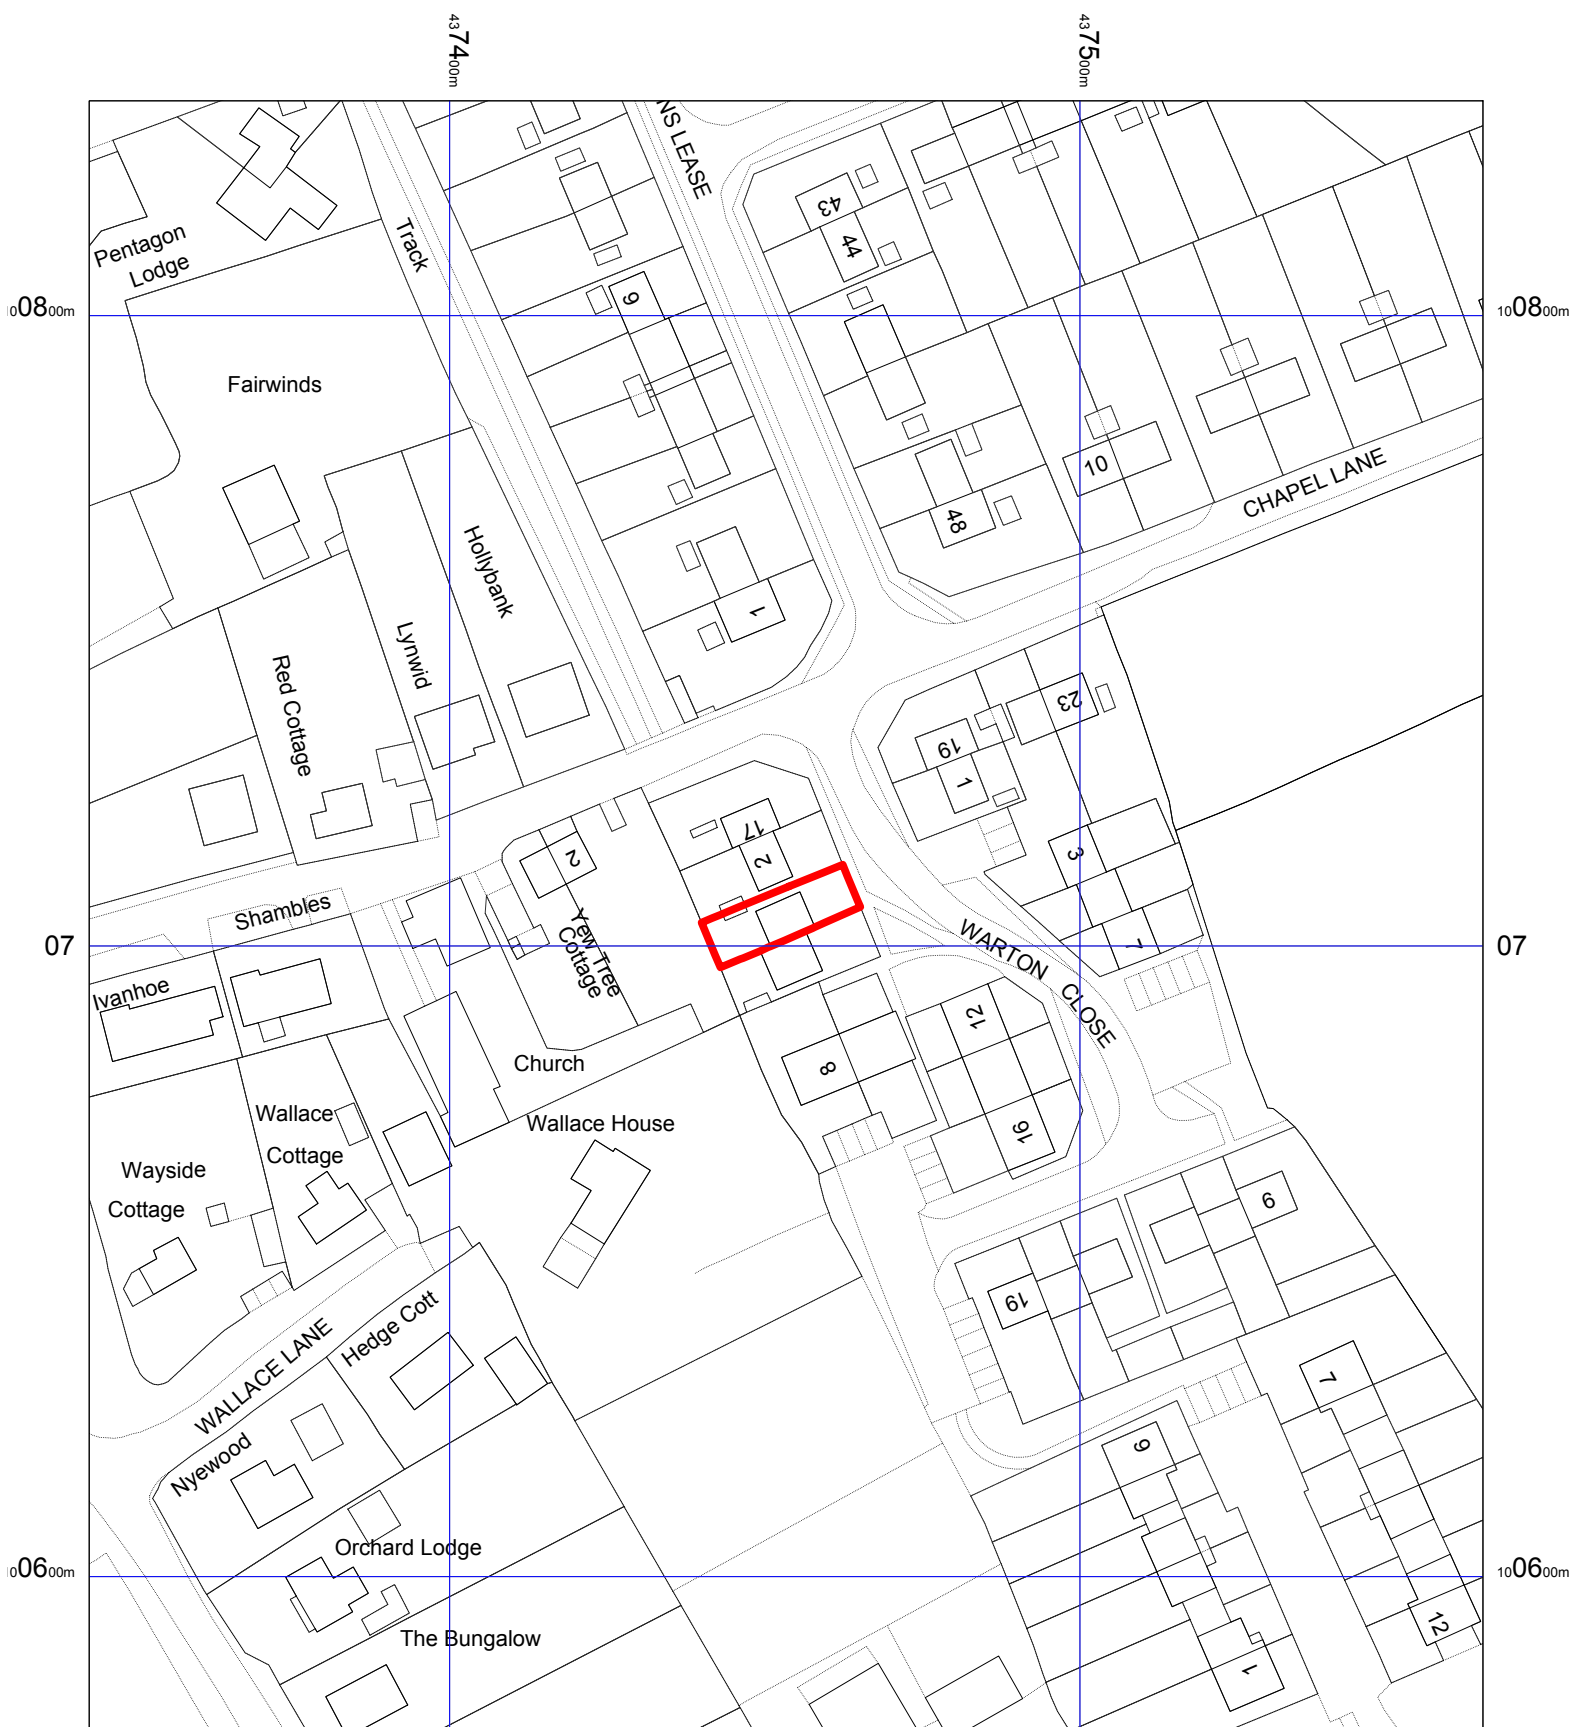 4374 00m
4375 00m
NS LEASE
Pentagon
Lodge
Track
43
44
9
1008 00m
1008 00m
Fairwinds
10
CHAPEL LANE
48
Hollybank
1
Lynwid
Red Cottage
23
19
1
17
2
2
3
Shambles
Yew Tree
Cottage
07
07
7
WARTON CLOSE
Ivanhoe
12
8
Church
Wallace
Cottage
Wallace House
16
Wayside
Cottage
9
19
Hedge Cott
WALLACE LANE
7
Nyewood
9
Orchard Lodge
1006 00m
1006 00m
The Bungalow
12
1